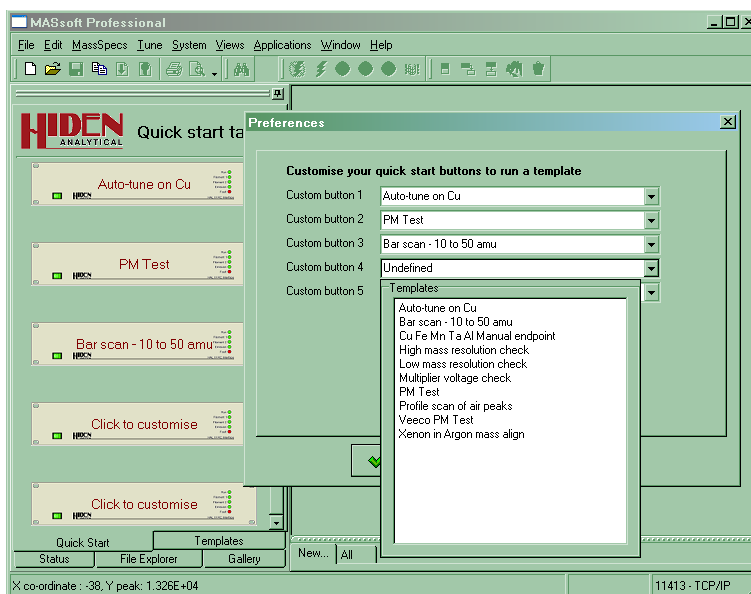 MASsoft Professional
File Edit MassSpecs Tune System Views Applications Window Help
HIDEN
ANALYTICAL
Quick start ta
Auto-tune on Cu
HIDEN
PM Test
HIDEN
Bar scan - 10 to 50 amu
HIDEN
Click to customise
HIDEN
Click to customise
HIDEN
Quick Start Templates
Status File Explorer Gallery
Preferences
Customise your quick start buttons to run a template
Custom button 1 Auto-tune on Cu
Custom button 2 PM Test
Custom button 3 Bar scan - 10 to 50 amu
Custom button 4 Undefined
Custom button 5
Templates
Auto-tune on Cu
Bar scan - 10 to 50 amu
Cu Fe Mn Ta Al Manual endpoint
High mass resolution check
Low mass resolution check
Multiplier voltage check
PM Test
Profile scan of air peaks
Veeco PM Test
Xenon in Argon mass align
New... All
X co-ordinate : -38, Y peak: 1.326E+04
11413 - TCP/IP